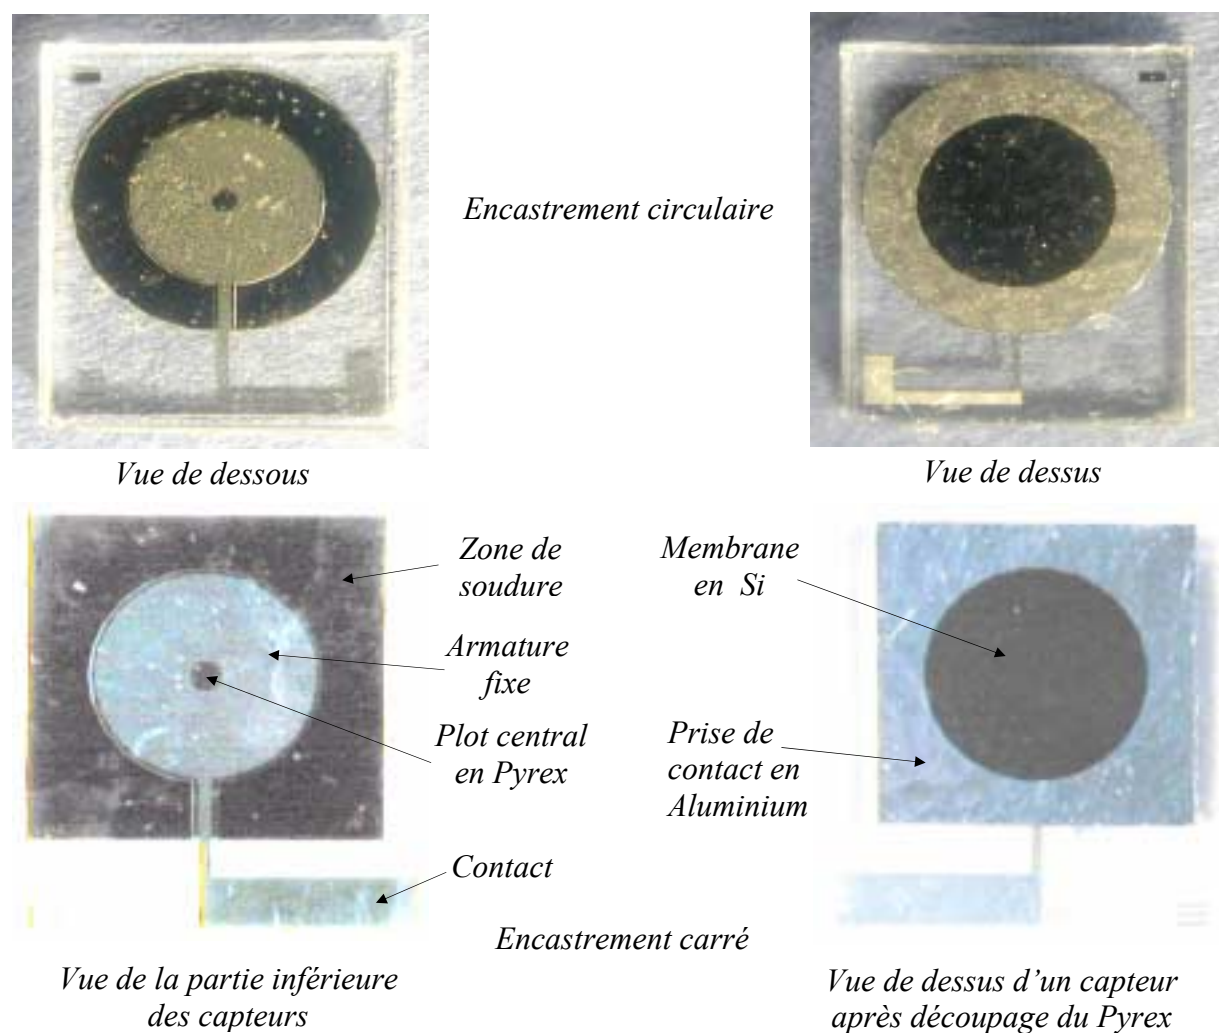 Encastrement circulaire
Vue de dessous
Vue de dessus
Zone de
soudure
Membrane
en Si
Armature
fixe
Plot central
en Pyrex
Prise de
contact en
Aluminium
Contact
Encastrement carré
Vue de la partie inférieure
des capteurs
Vue de dessus d’un capteur
après découpage du Pyrex